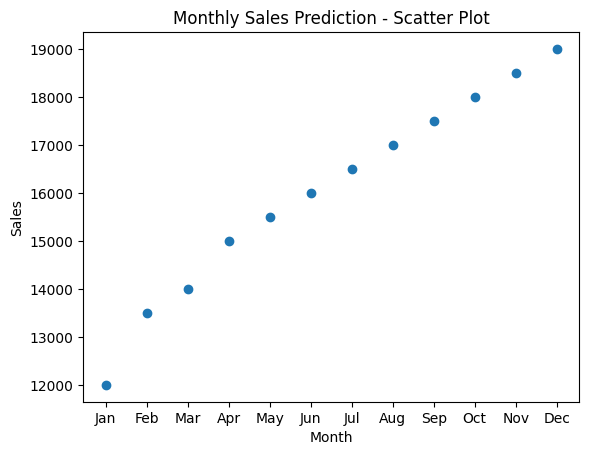 Monthly Sales Prediction - Scatter Plot
19000
18000
17000
16000
15000
14000
13000
12000
Sales
Jan Feb Mar Apr May Jun Jul Aug Sep Oct Nov Dec
Month